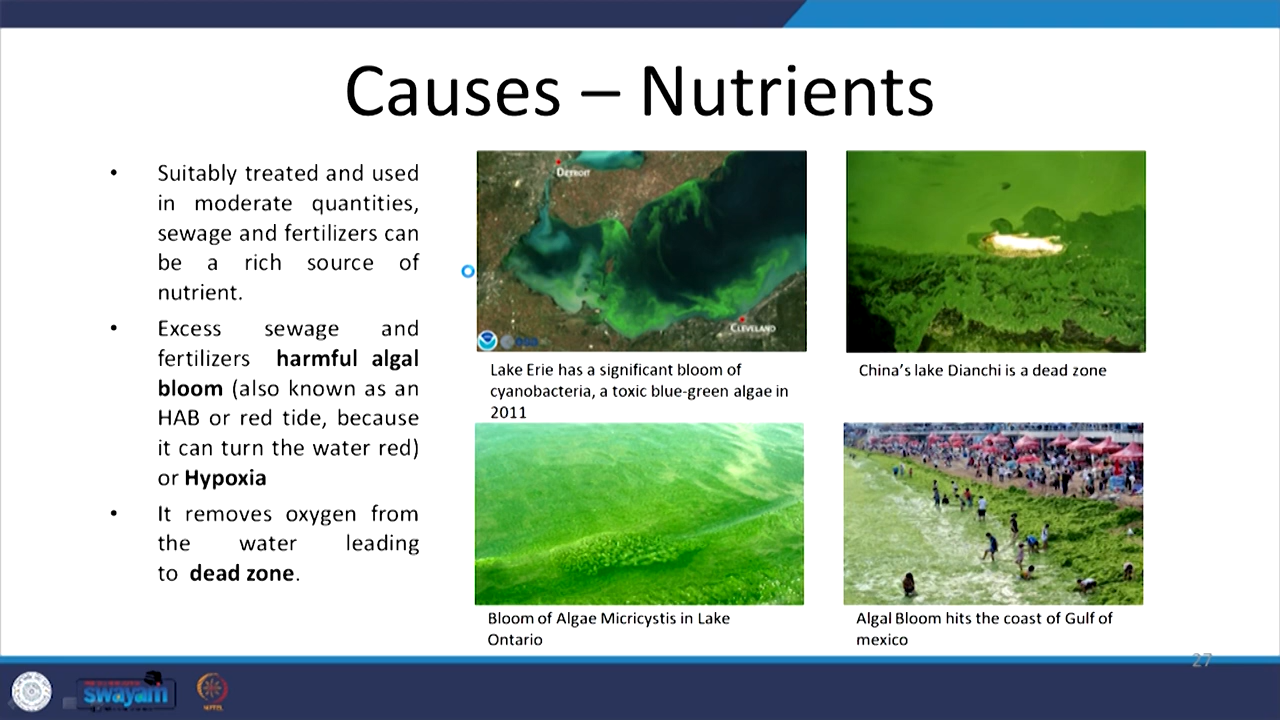 Causes – Nutrients
• Suitably treated and used
in moderate quantities,
sewage and fertilizers can
be a rich source of
nutrient.
• Excess sewage and
fertilizers harmful algal
bloom (also known as an
HAB or red tide, because
it can turn the water red)
or Hypoxia
• It removes oxygen from
the water leading
to dead zone.
DETROIT
CLEVELAND
Lake Erie has a significant bloom of
cyanobacteria, a toxic blue-green algae in
2011
China's lake Dianchi is a dead zone
Bloom of Algae Micricystis in Lake
Ontario
Algal Bloom hits the coast of Gulf of
mexico
27
swayam